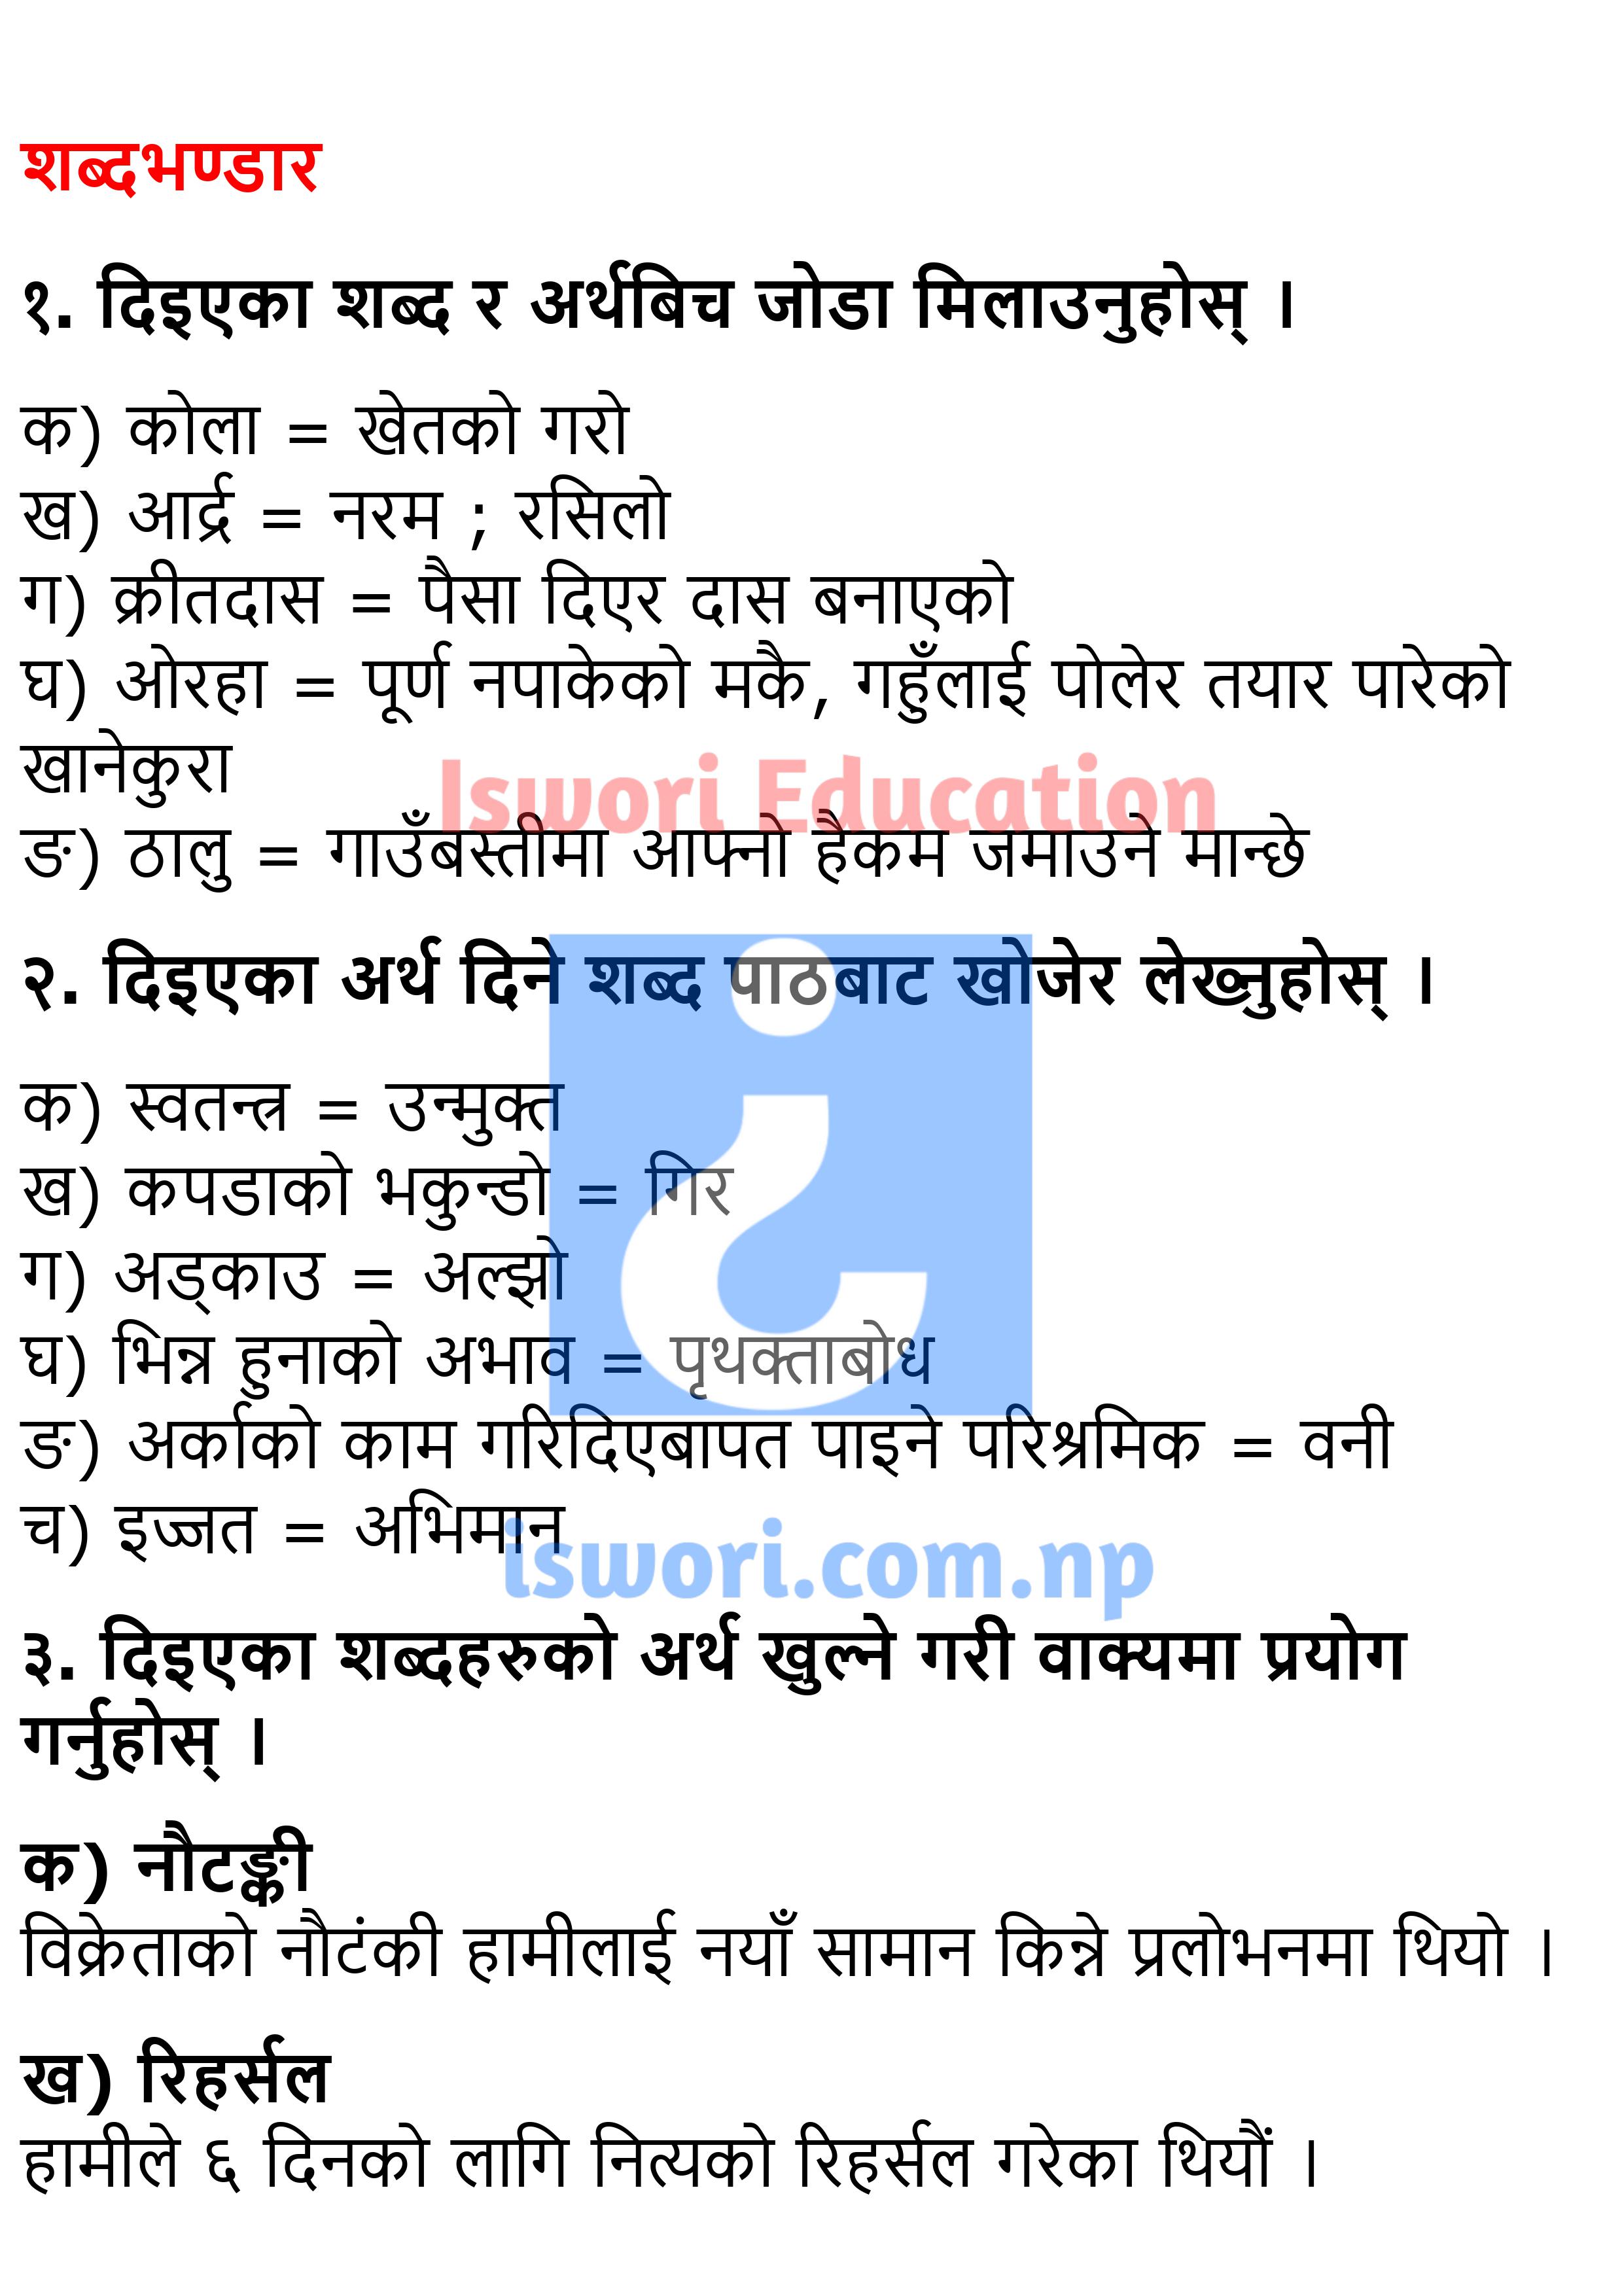 शब्दभण्डार
१. दिइएका शब्द र अर्थबिच जोडा मिलाउनुहोस् ।
क) कोला = खेतको गरो
ख) आर्द्र = नरम ; रसिलो
ग) क्रीतदास = पैसा दिएर दास बनाएको
घ) ओरहा = पूर्ण नपाकेको मकै, गहुँलाई पोलेर तयार पारेको
खानेकुरा
Iswori Education
ङ) ठालु = गाउँबस्तीमा आफ्नो हैकम जमाउने मान्छे
२. दिइएका अर्थ दिने शब्द पाठबाट खोजेर लेख्नुहोस् ।
क) स्वतन्त्र = उन्मुक्त
ख) कपडाको भकुन्डो = गिर
ग) अड्काउ = अल्झो
घ) भिन्न हुनाको अभाव = पृथक्ताबोध
ङ) अर्काको काम गरिदिएबापत पाइने परिश्रमिक = वनी
च) इज्जत = अभिमान
iswori.com.np
३. दिइएका शब्दहरुको अर्थ खुल्ने गरी वाक्यमा प्रयोग
गर्नुहोस् ।
क) नौटङ्की
विक्रेताको नौटंकी हामीलाई नयाँ सामान किन्ने प्रलोभनमा थियो ।
ख) रिहर्सल
हामीले ६ दिनको लागि नित्यको रिहर्सल गरेका थियौं ।